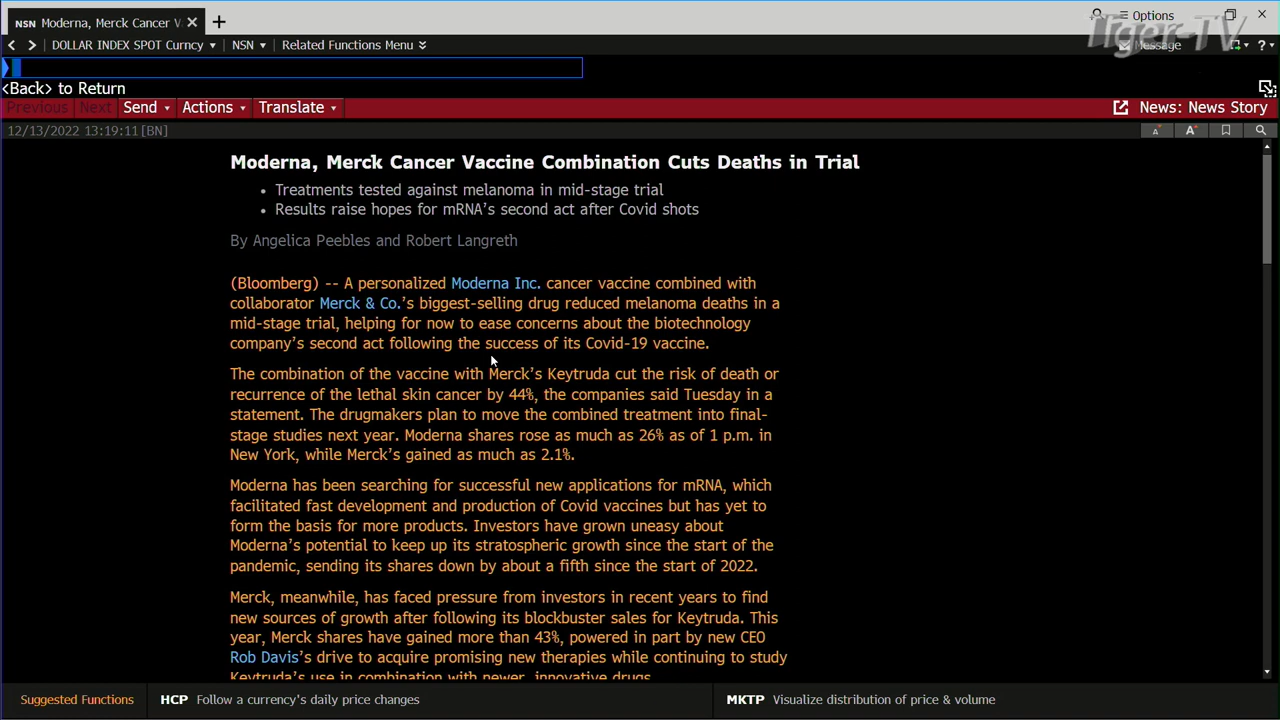 NSN Moderna, Merck Cancer V
Options
Tiger-TV
DOLLAR INDEX SPOT Curncy NSN Related Functions Menu
Message
?
<Back> to Return
Previous Next Send Actions Translate News: News Story
12/13/2022 13:19:11[BN]
A A
Moderna, Merck Cancer Vaccine Combination Cuts Deaths in Trial
• Treatments tested against melanoma in mid-stage trial
• Results raise hopes for mRNA's second act after Covid shots
By Angelica Peebles and Robert Langreth
(Bloomberg) -- A personalized Moderna Inc. cancer vaccine combined with
collaborator Merck & Co.'s biggest-selling drug reduced melanoma deaths in a
mid-stage trial, helping for now to ease concerns about the biotechnology
company's second act following the success of its Covid-19 vaccine.
The combination of the vaccine with Merck's Keytruda cut the risk of death or
recurrence of the lethal skin cancer by 44%, the companies said Tuesday in a
statement. The drugmakers plan to move the combined treatment into final-
stage studies next year. Moderna shares rose as much as 26% as of 1 p.m. in
New York, while Merck's gained as much as 2.1%.
Moderna has been searching for successful new applications for mRNA, which
facilitated fast development and production of Covid vaccines but has yet to
form the basis for more products. Investors have grown uneasy about
Moderna's potential to keep up its stratospheric growth since the start of the
pandemic, sending its shares down by about a fifth since the start of 2022.
Merck, meanwhile, has faced pressure from investors in recent years to find
new sources of growth after following its blockbuster sales for Keytruda. This
year, Merck shares have gained more than 43%, powered in part by new CEO
Rob Davis's drive to acquire promising new therapies while continuing to study
Keytruda's use in combination with newer, innovative drugs.
Suggested Functions HCP Follow a currency's daily price changes MKTP Visualize distribution of price & volume